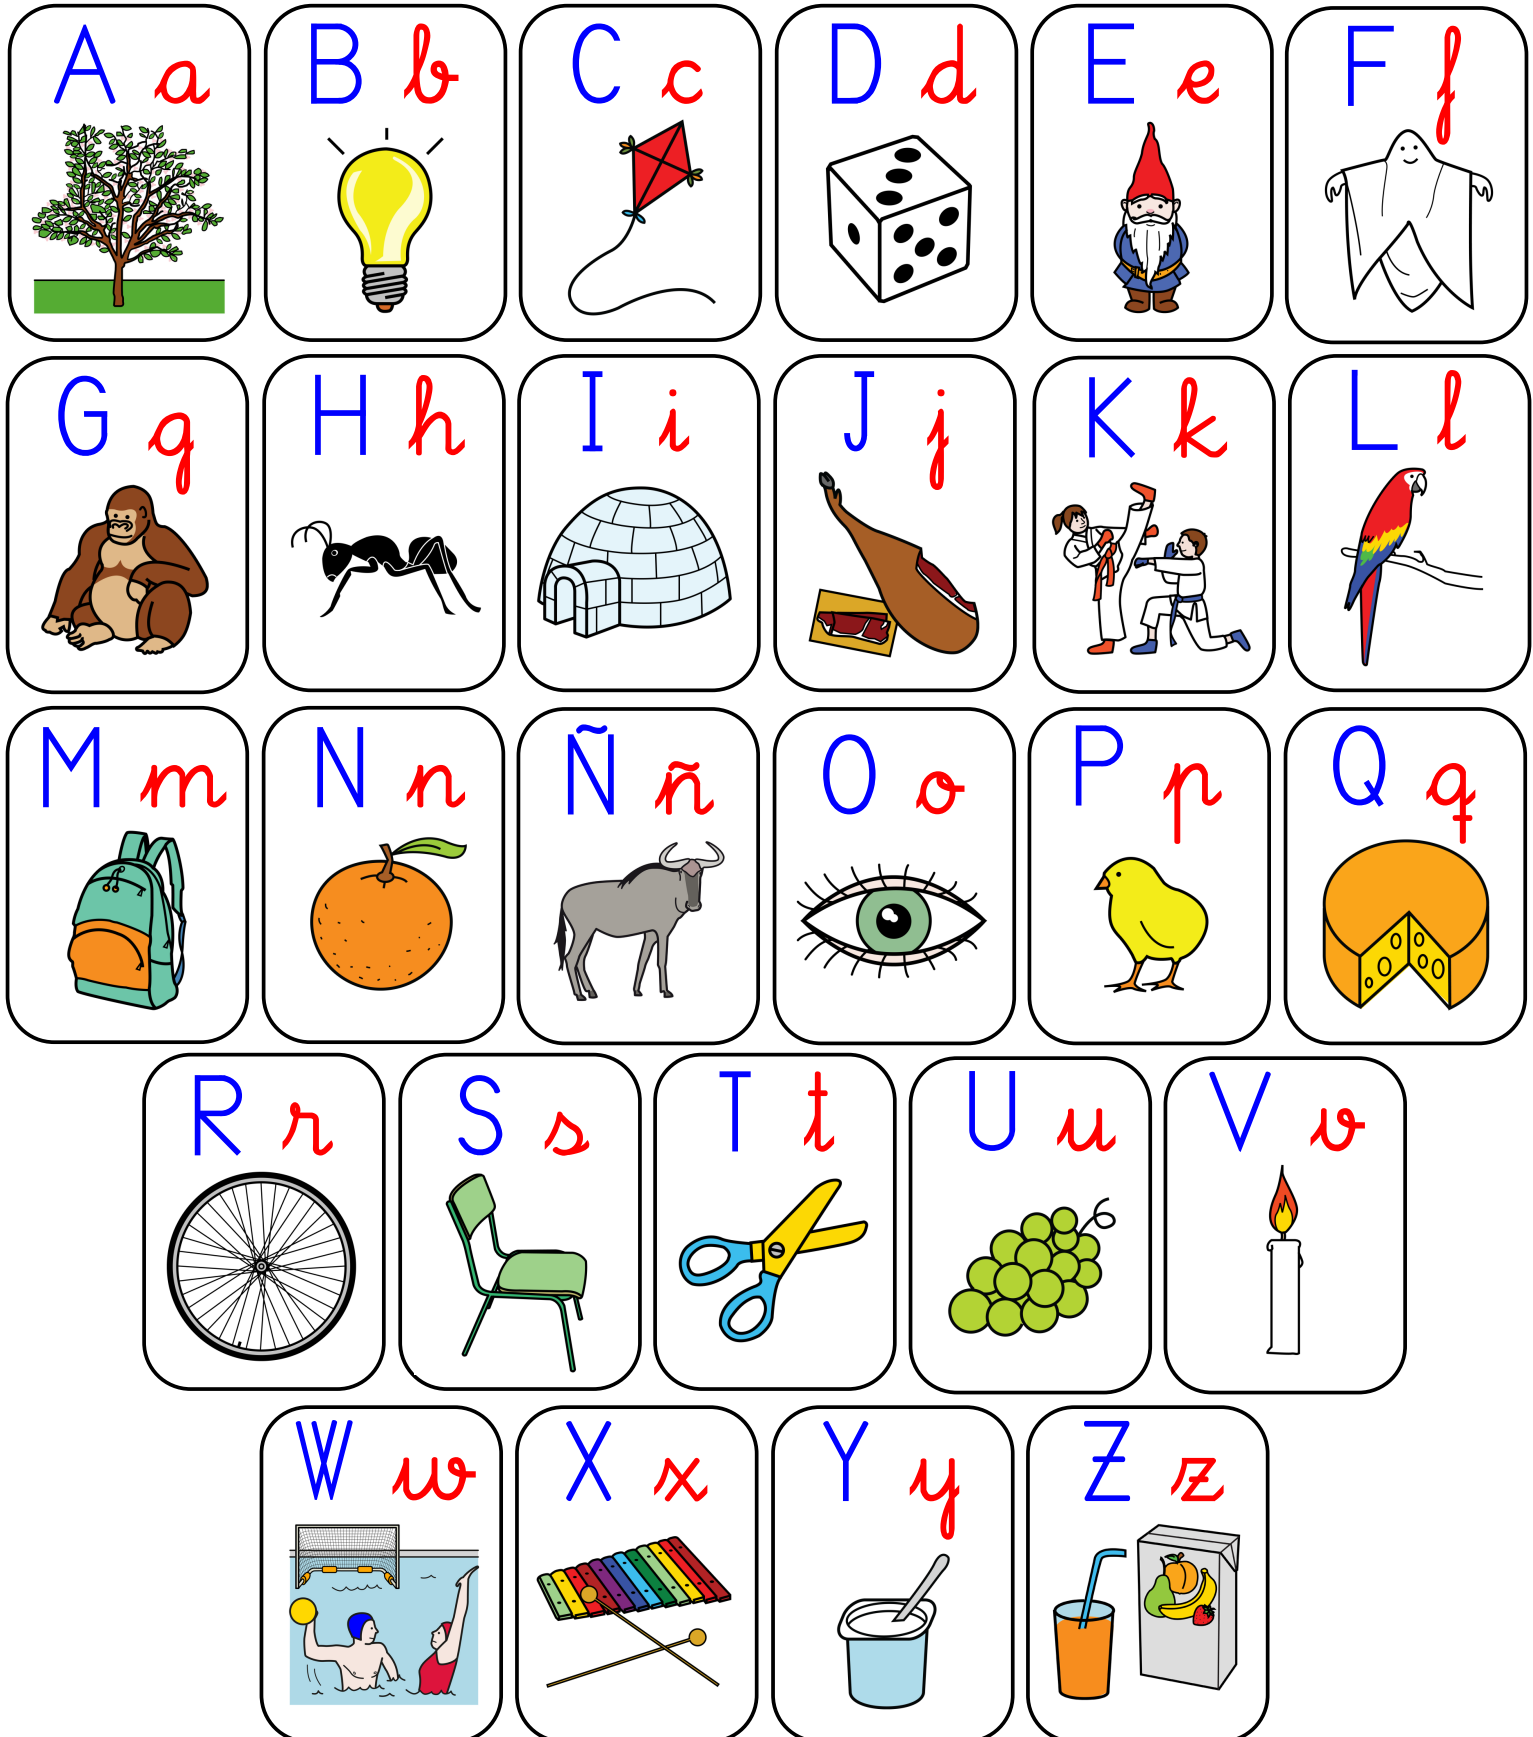 A a B b C c D d E e F f
G g H h I i J j K k L l
M m N n Ñ ñ O o P p Q q
R r S s T t U u V v
W w X x Y y Z z